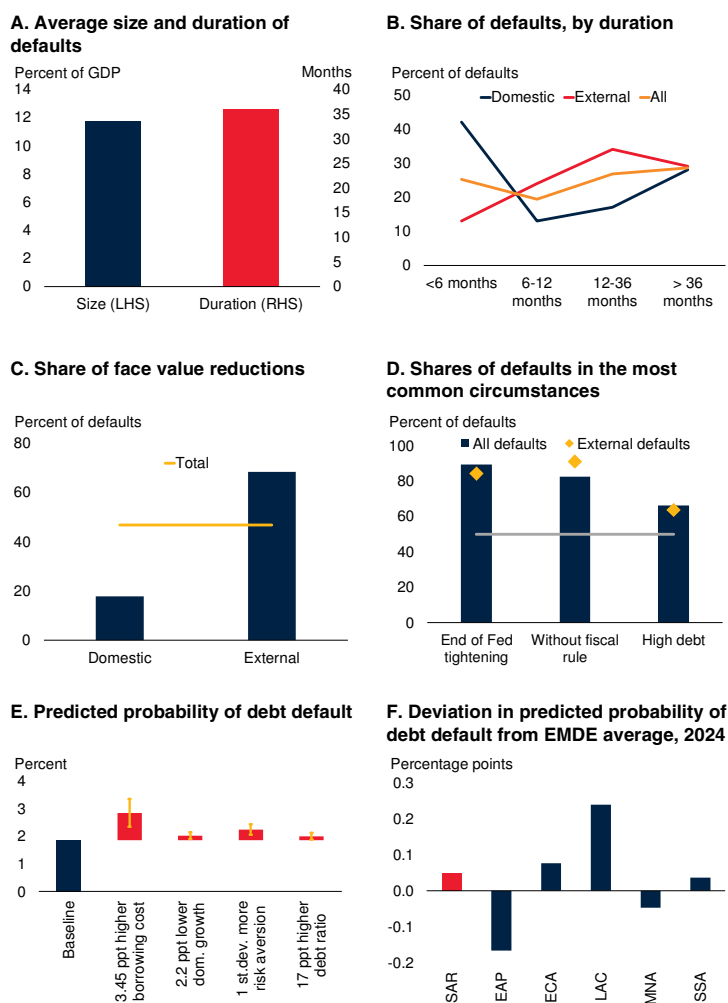 A. Average size and duration of
defaults
Percent of GDP
Months
14
12
10
8
6
4
2
0
40
35
30
25
20
15
10
5
0
Size (LHS)
Duration (RHS)
B. Share of defaults, by duration
Percent of defaults
50
40
30
20
10
0
Domestic
External
All
<6 months
6-12
months
12-36
months
> 36
months
C. Share of face value reductions
Percent of defaults
80
60
40
20
0
Total
Domestic
External
D. Shares of defaults in the most
common circumstances
Percent of defaults
100
80
60
40
20
0
All defaults
External defaults
End of Fed
tightening
Without fiscal
rule
High debt
E. Predicted probability of debt default
Percent
4
3
2
1
0
Baseline
3.45 ppt higher
borrowing cost
2.2 ppt lower
dom. growth
1 st.dev. more
risk aversion
17 ppt higher
debt ratio
F. Deviation in predicted probability of
debt default from EMDE average, 2024
Percentage points
0.3
0.2
0.1
0.0
-0.1
-0.2
SAR
EAP
ECA
LAC
MNA
SSA